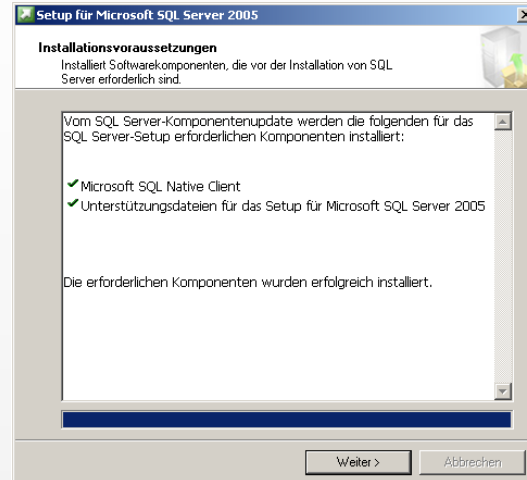 Setup für Microsoft SQL Server 2005
Installationsvoraussetzungen
Installiert Softwarekomponenten, die vor der Installation von SQL
Server erforderlich sind.
Vom SQL Server-Komponentenupdate werden die folgenden für das
SQL Server-Setup erforderlichen Komponenten installiert:
Microsoft SQL Native Client
Unterstützungsdateien für das Setup für Microsoft SQL Server 2005
Die erforderlichen Komponenten wurden erfolgreich installiert.
Weiter >
Abbrechen